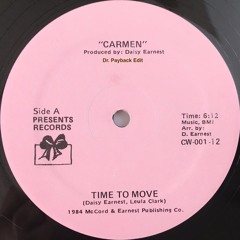 "CARMEN"
Produced by: Daisy Earnest
Dr. Payback Edit
Side A
PRESENTS
RECORDS
Time: 6:12
Music, BMI
Arr. by:
D. Earnest
CW-001-12
TIME TO MOVE
(Daisy Earnest, Leula Clark)
1984 McCord & Earnest Publishing Co.